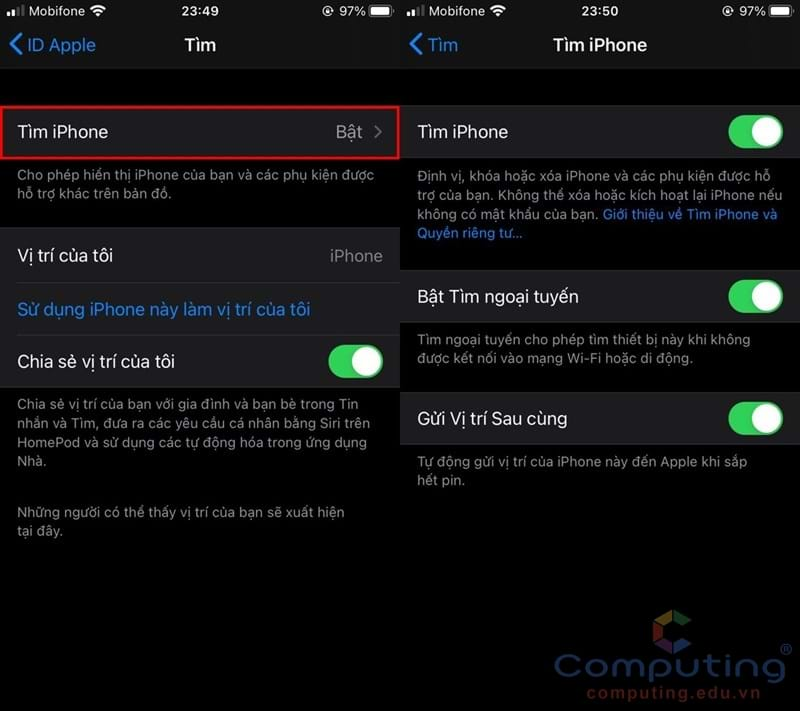 Mobifone 23:49 97%
ID Apple Tìm
Tìm iPhone Bật
Cho phép hiển thị iPhone của bạn và các phụ kiện được
hỗ trợ khác trên bản đồ.
Vị trí của tôi iPhone
Sử dụng iPhone này làm vị trí của tôi
Chia sẻ vị trí của tôi
Chia sẻ vị trí của bạn với gia đình và bạn bè trong Tin
nhắn và Tìm, đưa ra các yêu cầu cá nhân bằng Siri trên
HomePod và sử dụng các tự động hóa trong ứng dụng
Nhà.
Những người có thể thấy vị trí của bạn sẽ xuất hiện
tại đây.
Mobifone 23:50 97%
Tìm Tìm iPhone
Tìm iPhone
Định vị, khóa hoặc xóa iPhone và các phụ kiện được hỗ
trợ của bạn. Không thể xóa hoặc kích hoạt lại iPhone nếu
không có mật khẩu của bạn. Giới thiệu về Tìm iPhone và
Quyền riêng tư...
Bật Tìm ngoại tuyến
Tìm ngoại tuyến cho phép tìm thiết bị này khi không
được kết nối vào mạng Wi-Fi hoặc di động.
Gửi Vị trí Sau cùng
Tự động gửi vị trí của iPhone này đến Apple khi sắp
hết pin.
Computing®
computing.edu.vn